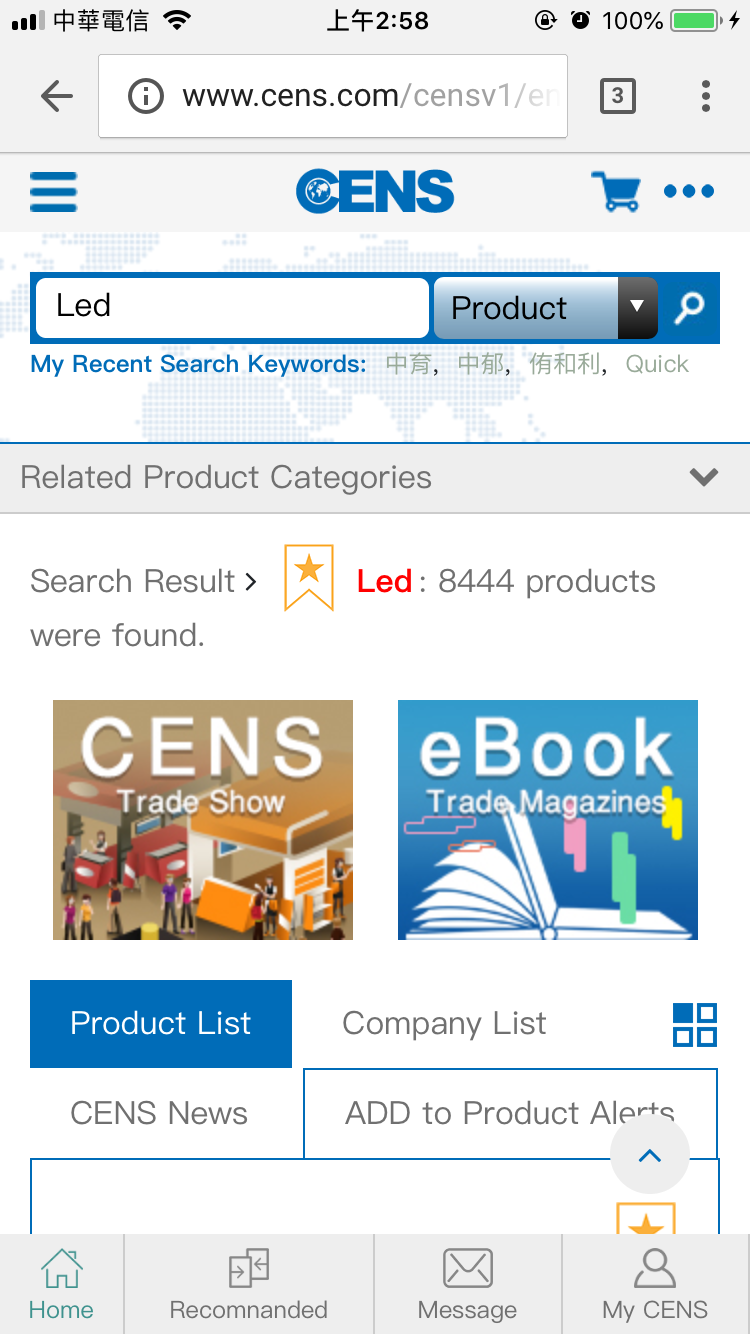 中華電信 上午2:58 100%
www.cens.com/censv1/en
3
CENS
Led Product
My Recent Search Keywords: 中育, 中郁, 侑和利, Quick
Related Product Categories
Search Result > Led : 8444 products
were found.
CENS
Trade Show
eBook
Trade Magazines
Product List Company List
CENS News ADD to Product Alerts
Home Recomnanded Message My CENS